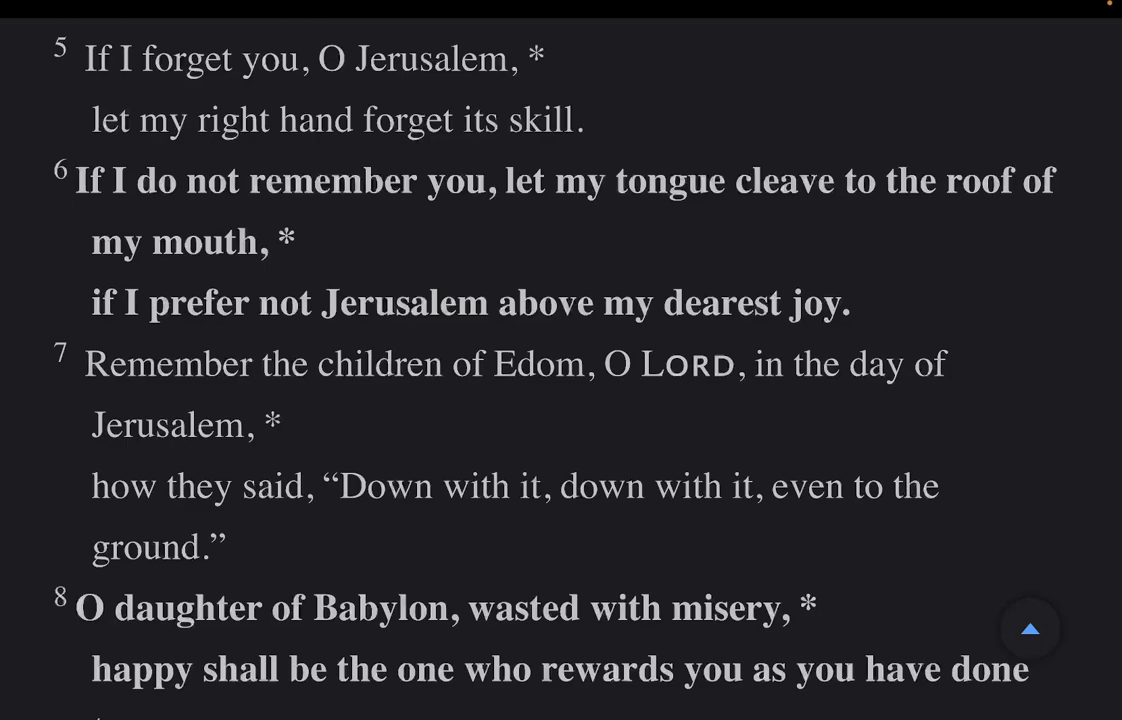 5 If I forget you, O Jerusalem, *
let my right hand forget its skill.
6 If I do not remember you, let my tongue cleave to the roof of
my mouth, *
if I prefer not Jerusalem above my dearest joy.
7 Remember the children of Edom, O LORD, in the day of
Jerusalem, *
how they said, “Down with it, down with it, even to the
ground.”
8 O daughter of Babylon, wasted with misery, *
happy shall be the one who rewards you as you have done